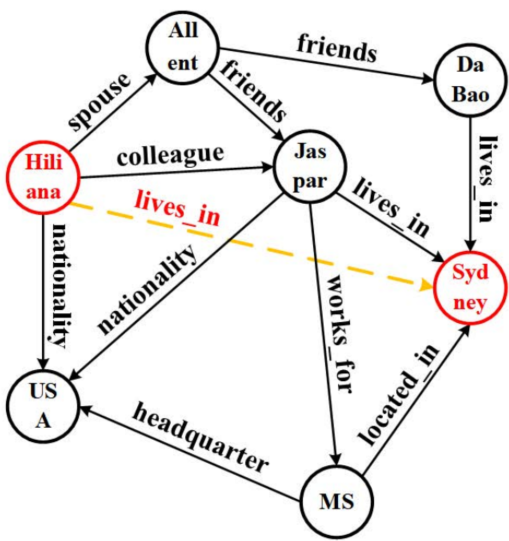 All
ent
friends
Da
Bao
spouse
friends
Hili
ana
colleague
Jas
par
lives_in
lives_in
lives_in
nationality
nationality
works_for
Syd
ney
located_in
US
A
headquarter
MS